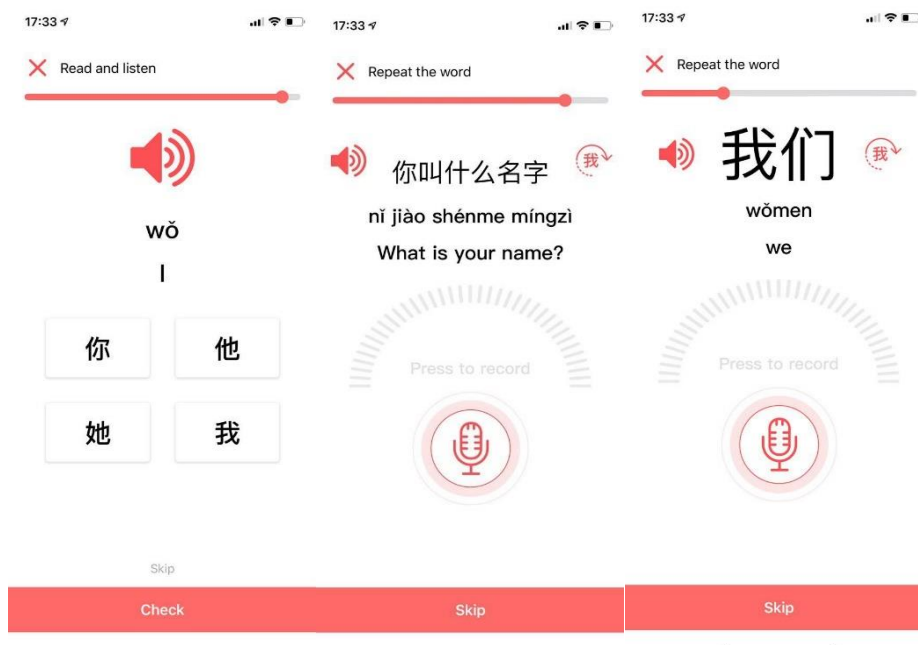 17:33
Read and listen
wǒ
I
你
他
她
我
Skip
Check
17:33
Repeat the word
我
你叫什么名字
nǐ jiào shénme míngzì
What is your name?
Press to record
Skip
17:33
Repeat the word
我们
我
wǒmen
we
Press to record
Skip